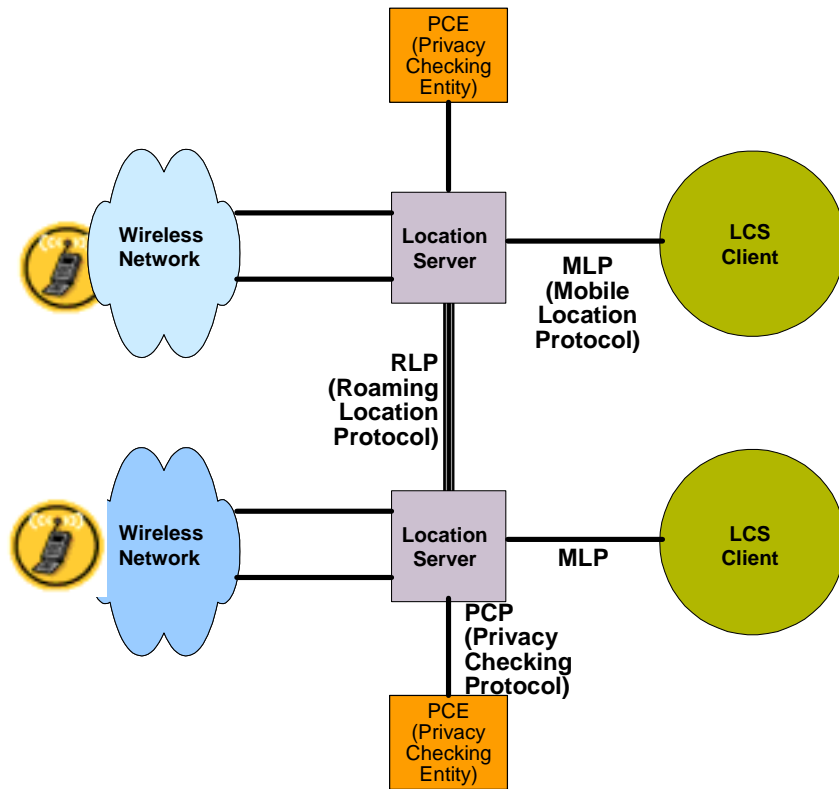 PCE
(Privacy
Checking
Entity)
Wireless
Network
Location
Server
LCS
Client
MLP
(Mobile
Location
Protocol)
RLP
(Roaming
Location
Protocol)
Wireless
Network
Location
Server
LCS
Client
MLP
PCP
(Privacy
Checking
Protocol)
PCE
(Privacy
Checking
Entity)